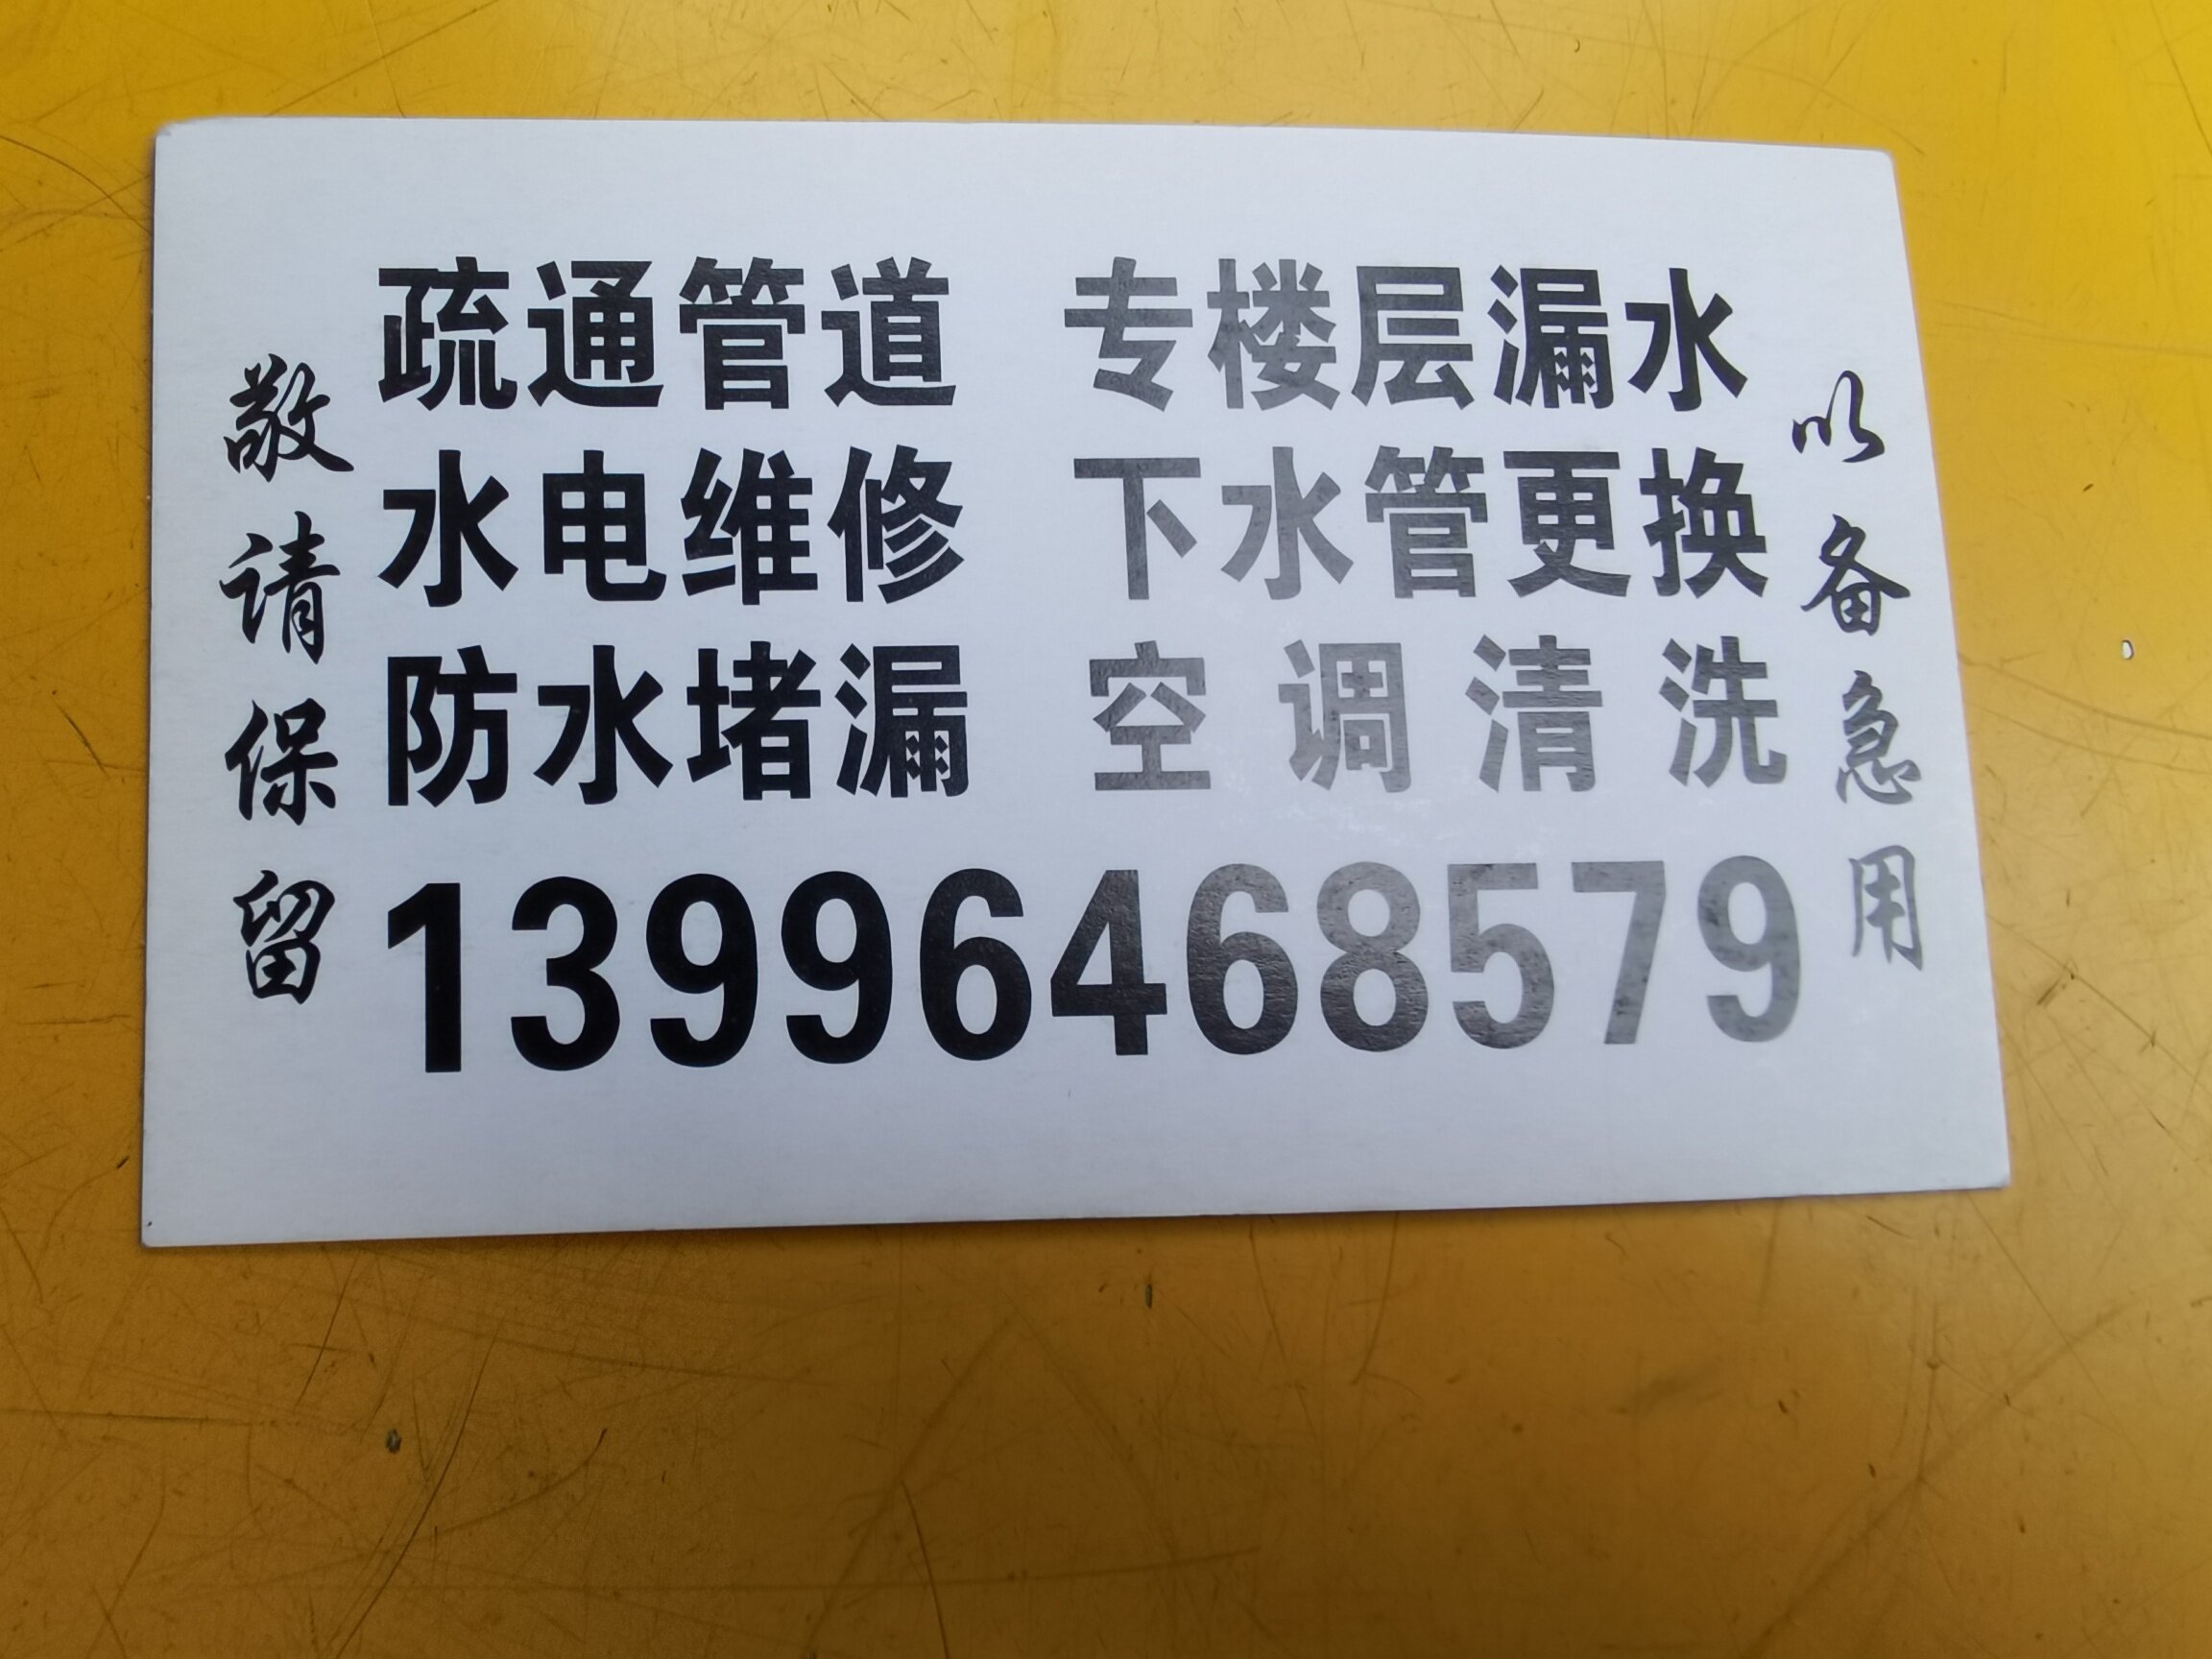 敬请保留
疏通管道 专楼层漏水
水电维修 下水管更换
防水堵漏 空调清洗
13996468579
以备急用